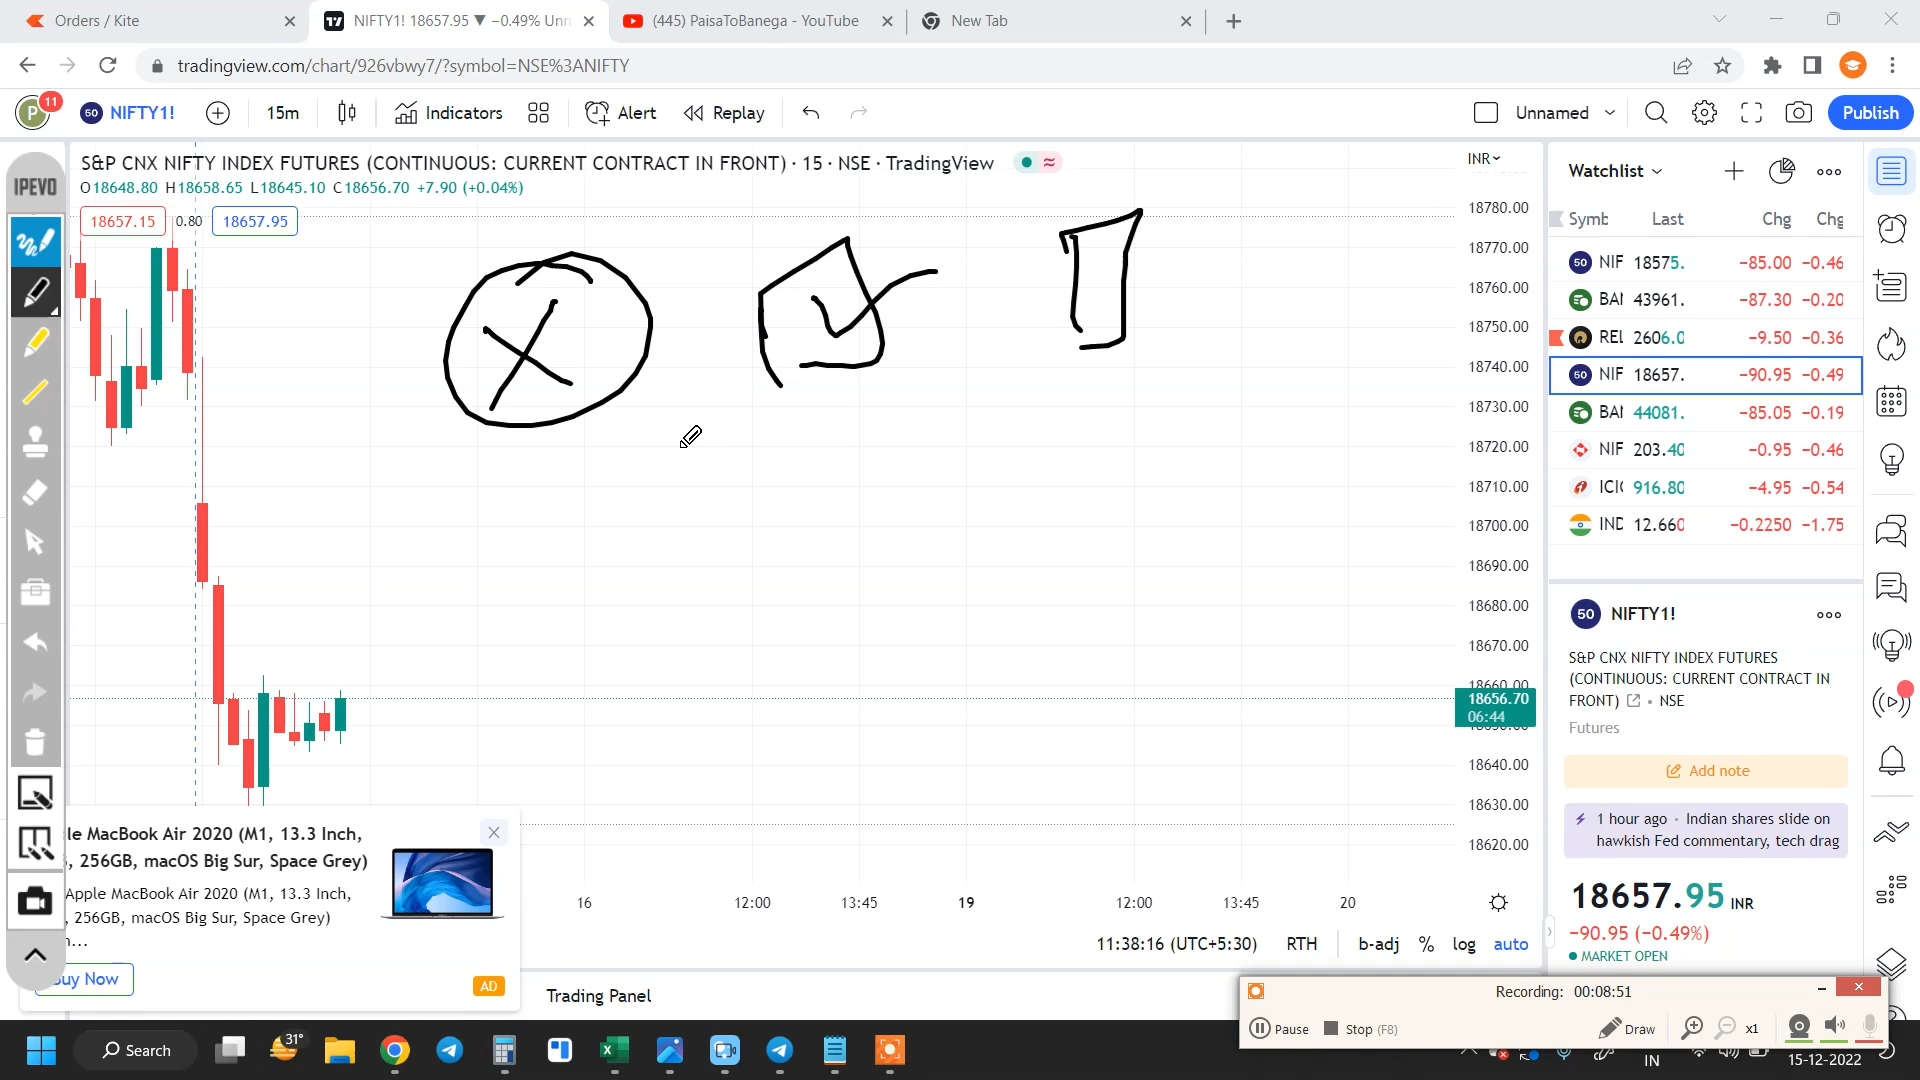 Orders / Kite
NIFTY1! 18657.95 ▼ −0.49% Unn
(445) PaisaToBanega - YouTube
New Tab
tradingview.com/chart/926vbwy7/?symbol=NSE%3ANIFTY
P
11
50 NIFTY1!
15m
Indicators
Alert
Replay
Unnamed
Publish
IPEVO
S&P CNX NIFTY INDEX FUTURES (CONTINUOUS: CURRENT CONTRACT IN FRONT) · 15 · NSE · TradingView
O18648.80 H18658.65 L18645.10 C18656.70 +7.90 (+0.04%)
18657.15 0.80 18657.95
INR
18780.00
18770.00
18760.00
18750.00
18740.00
18730.00
18720.00
18710.00
18700.00
18690.00
18680.00
18670.00
18660.00
18656.70
06:44
18640.00
18630.00
18620.00
16 12:00 13:45 19 12:00 13:45 20
11:38:16 (UTC+5:30) RTH b-adj % log auto
Trading Panel
le MacBook Air 2020 (M1, 13.3 Inch,
, 256GB, macOS Big Sur, Space Grey)
Apple MacBook Air 2020 (M1, 13.3 Inch,
, 256GB, macOS Big Sur, Space Grey)
Buy Now
AD
Watchlist
Symb Last Chg Chg
50 NIF 18575. −85.00 −0.46
BAI 43961. −87.30 −0.20
REL 2606.0 −9.50 −0.36
50 NIF 18657. −90.95 −0.49
BAI 44081. −85.05 −0.19
NIF 203.40 −0.95 −0.46
ICI 916.80 −4.95 −0.54
IND 12.660 −0.2250 −1.75
50 NIFTY1!
S&P CNX NIFTY INDEX FUTURES
(CONTINUOUS: CURRENT CONTRACT IN
FRONT) • NSE
Futures
Add note
1 hour ago · Indian shares slide on
hawkish Fed commentary, tech drag
18657.95 INR
−90.95 (−0.49%)
MARKET OPEN
Recording: 00:08:51
Pause Stop (F8) Draw x1
31°
Search
IN
15-12-2022